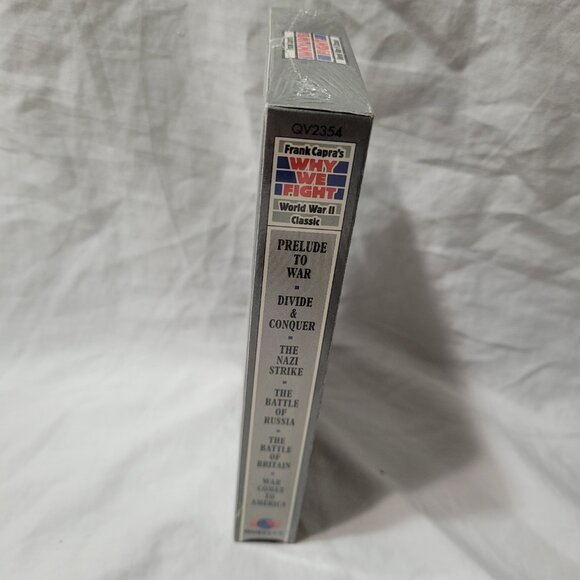 QV2354
Frank Capra's
WHY
WE
FIGHT
World War II
Classic
PRELUDE
TO
WAR
DIVIDE
&
CONQUER
THE
NAZI
STRIKE
THE
BATTLE
OF
RUSSIA
THE
BATTLE
OF
BRITAIN
WAR
COMES
TO
AMERICA